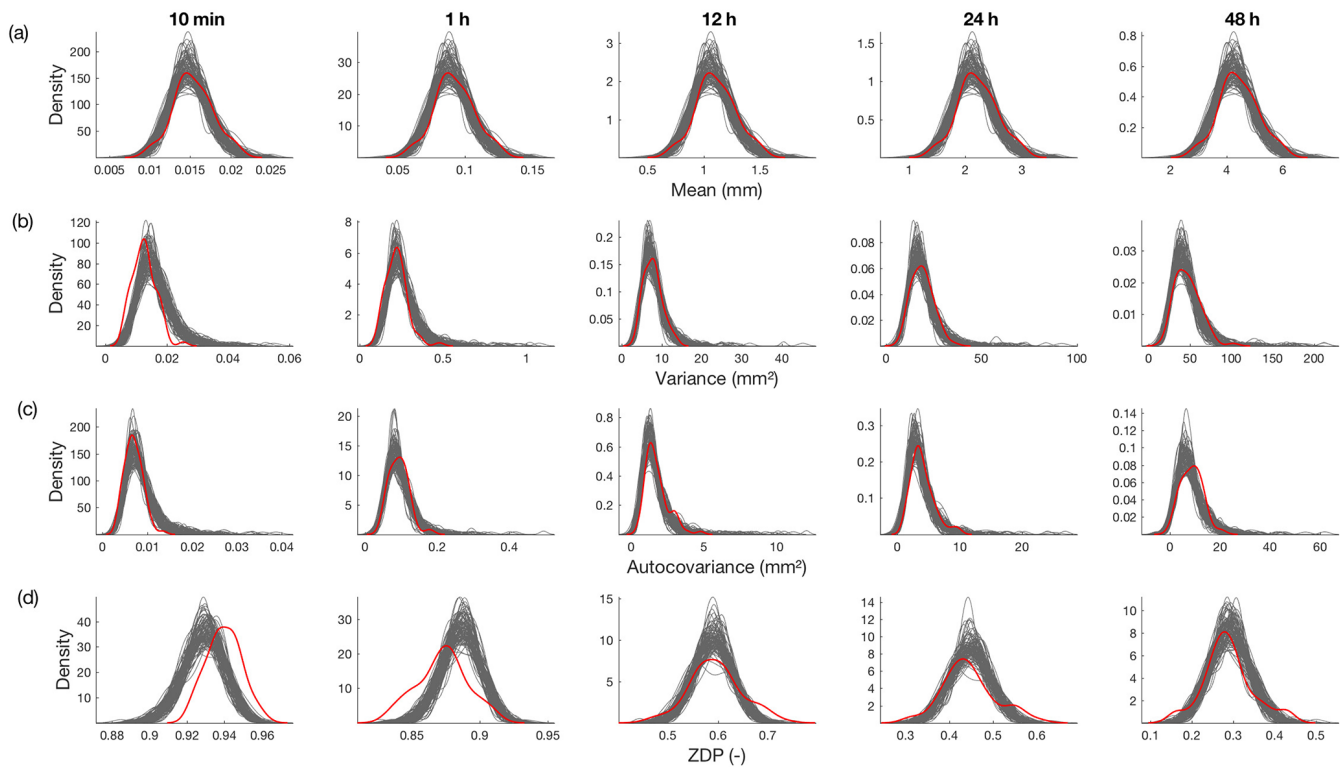 10 min 1 h 12 h 24 h 48 h
(a)
Density
200 150 100 50
30 20 10
3 2 1
1.5 1 0.5
0.8 0.6 0.4 0.2
0.005 0.01 0.015 0.02 0.025
0.05 0.1 0.15
0.5 1 1.5
1 2 3
2 4 6
Mean (mm)
(b)
Density
120 100 80 60 40 20
8 6 4 2
0.2 0.15 0.1 0.05
0.08 0.06 0.04 0.02
0.03 0.02 0.01
0 0.02 0.04 0.06
0 0.5 1
0 10 20 30 40
0 50 100
0 50 100 150 200
Variance (mm²)
(c)
Density
200 150 100 50
20 15 10 5
0.8 0.6 0.4 0.2
0.3 0.2 0.1
0.14 0.12 0.1 0.08 0.06 0.04 0.02
0 0.01 0.02 0.03 0.04
0 0.2 0.4
0 5 10
0 10 20
0 20 40 60
Autocovariance (mm²)
(d)
Density
40 30 20 10
30 20 10
15 10 5
14 12 10 8 6 4 2
10 8 6 4 2
0.88 0.9 0.92 0.94 0.96
0.85 0.9 0.95
0.5 0.6 0.7
0.3 0.4 0.5 0.6
0.1 0.2 0.3 0.4 0.5
ZDP (-)